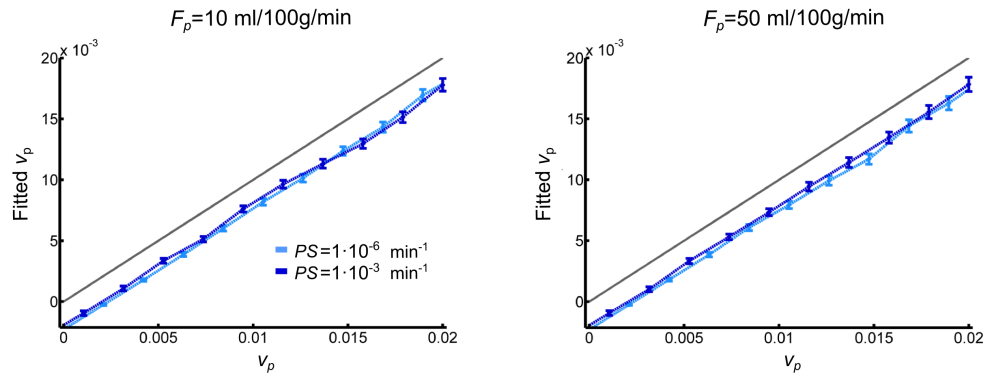 Fₚ=10 ml/100g/min
x 10⁻³
20
15
10
5
0
Fitted vₚ
0
0.005
0.01
0.015
0.02
vₚ
PS=1·10⁻⁶ min⁻¹
PS=1·10⁻³ min⁻¹
Fₚ=50 ml/100g/min
x 10⁻³
20
15
10
5
0
Fitted vₚ
0
0.005
0.01
0.015
0.02
vₚ